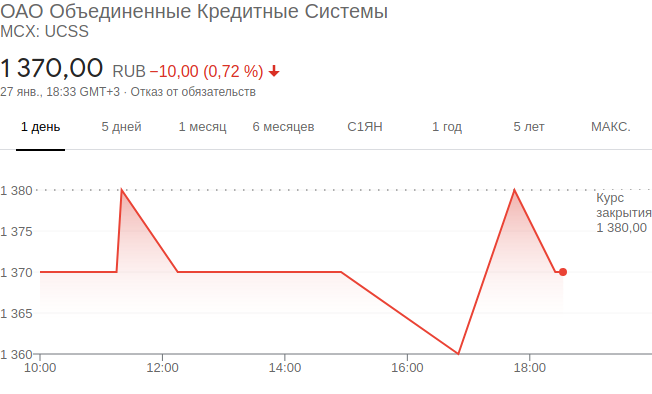 ОАО Объединенные Кредитные Системы
MCX: UCSS
1 370,00 RUB −10,00 (0,72 %)
27 янв., 18:33 GMT+3 · Отказ от обязательств
1 день 5 дней 1 месяц 6 месяцев С1ЯН 1 год 5 лет МАКС.
1 380
Курс
закрытия
1 380,00
1 375
1 370
1 365
1 360
10:00 12:00 14:00 16:00 18:00